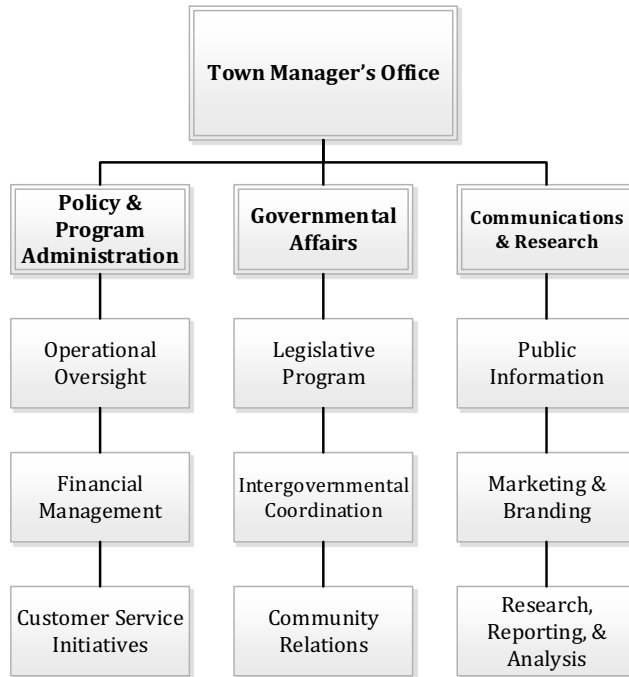 Town Manager’s Office
Policy &
Program
Administration
Governmental
Affairs
Communications
& Research
Operational
Oversight
Legislative
Program
Public
Information
Financial
Management
Intergovernmental
Coordination
Marketing &
Branding
Customer Service
Initiatives
Community
Relations
Research,
Reporting, &
Analysis